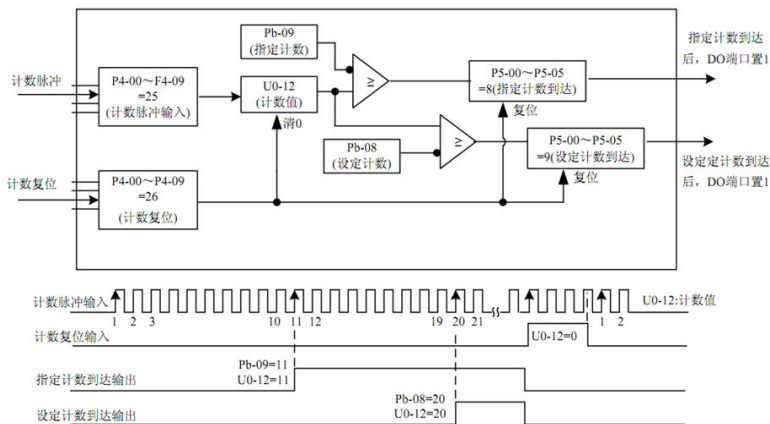 Pb-09
(指定计数)
指定计数到达
后，DO端口置1
计数脉冲
P4-00～F4-09
=25
(计数脉冲输入)
U0-12
(计数值)
清0
≥
P5-00～P5-05
=8(指定计数到达)
复位
Pb-08
(设定计数)
≥
P5-00～P5-05
=9(设定计数到达)
复位
设定定计数到达
后，DO端口置1
计数复位
P4-00～P4-09
=26
(计数复位)
计数脉冲输入
U0-12:计数值
1 2 3 10 11 12 19 20 21 1 2
计数复位输入
U0-12=0
Pb-09=11
U0-12=11
指定计数到达输出
Pb-08=20
U0-12=20
设定计数到达输出